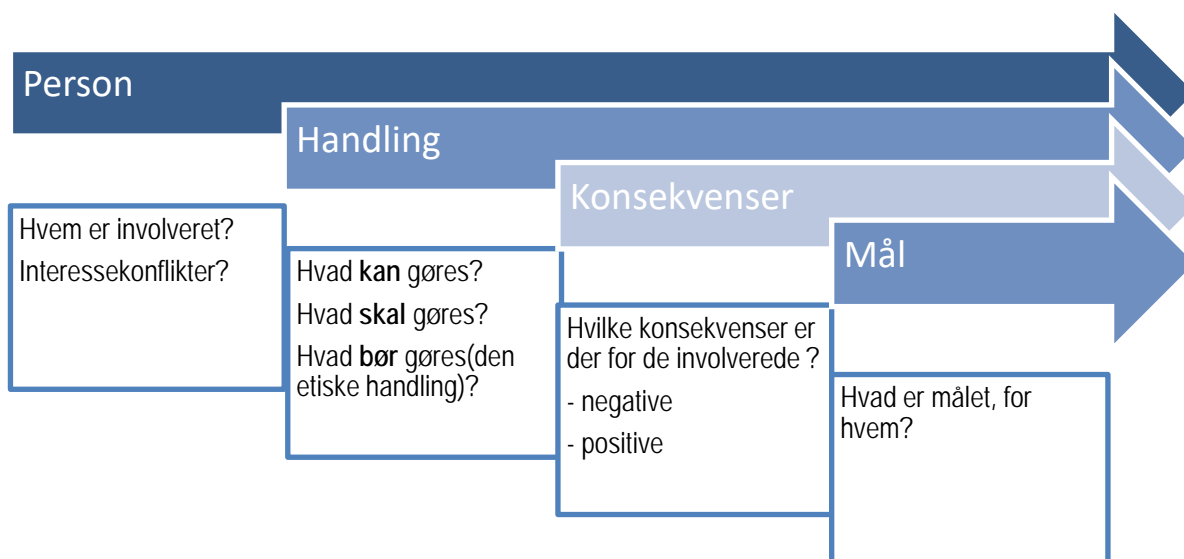 Person
Handling
Konsekvenser
Mål
Hvem er involveret?
Interessekonflikter?
Hvad kan gøres?
Hvad skal gøres?
Hvad bør gøres(den
etiske handling)?
Hvilke konsekvenser er
der for de involverede ?
- negative
- positive
Hvad er målet, for
hvem?